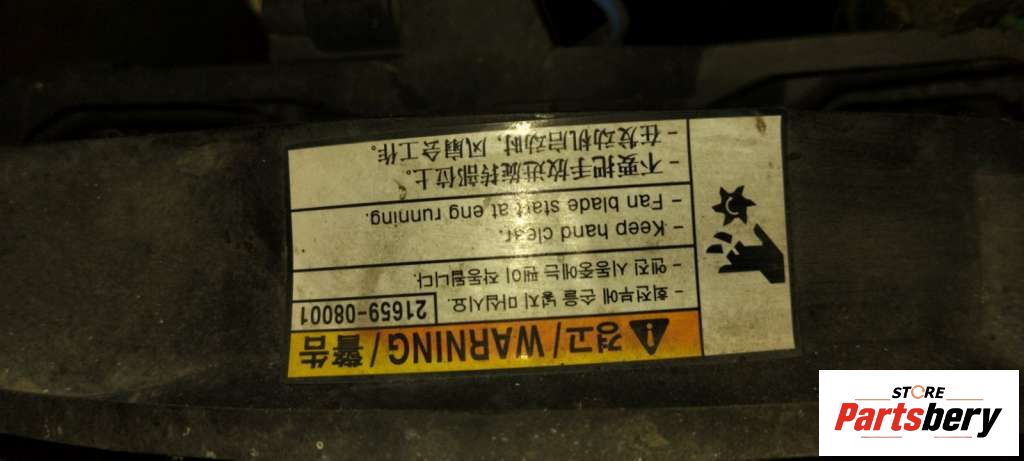 경고/WARNING/警告
- 회전부에 손을 넣지 마십시요.
21659-08001
- 엔진 시동중에는 팬이 작동됩니다.
- Keep hand clear.
- Fan blade start at eng running.
- 不要把手放进旋转部位上。
- 在发动机启动时，风扇会工作。
STORE
Partsbery